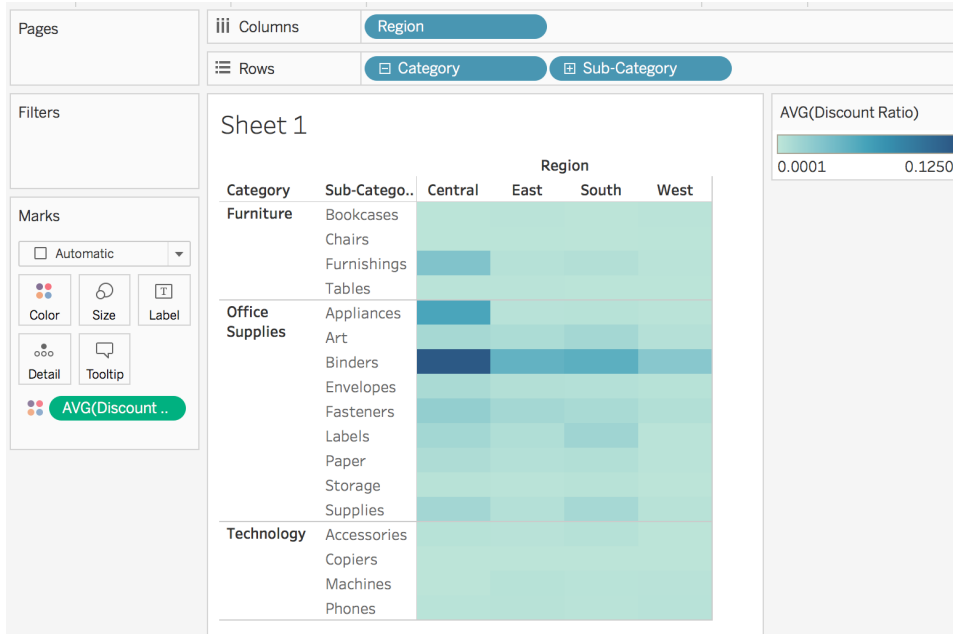 Pages
Columns Region
Rows Category Sub-Category
Filters
Marks
Automatic
Color Size Label
Detail Tooltip
AVG(Discount ..
Sheet 1
Region
Category Sub-Catego.. Central East South West
Furniture Bookcases
Chairs
Furnishings
Tables
Office Supplies Appliances
Art
Binders
Envelopes
Fasteners
Labels
Paper
Storage
Supplies
Technology Accessories
Copiers
Machines
Phones
AVG(Discount Ratio)
0.0001 0.1250